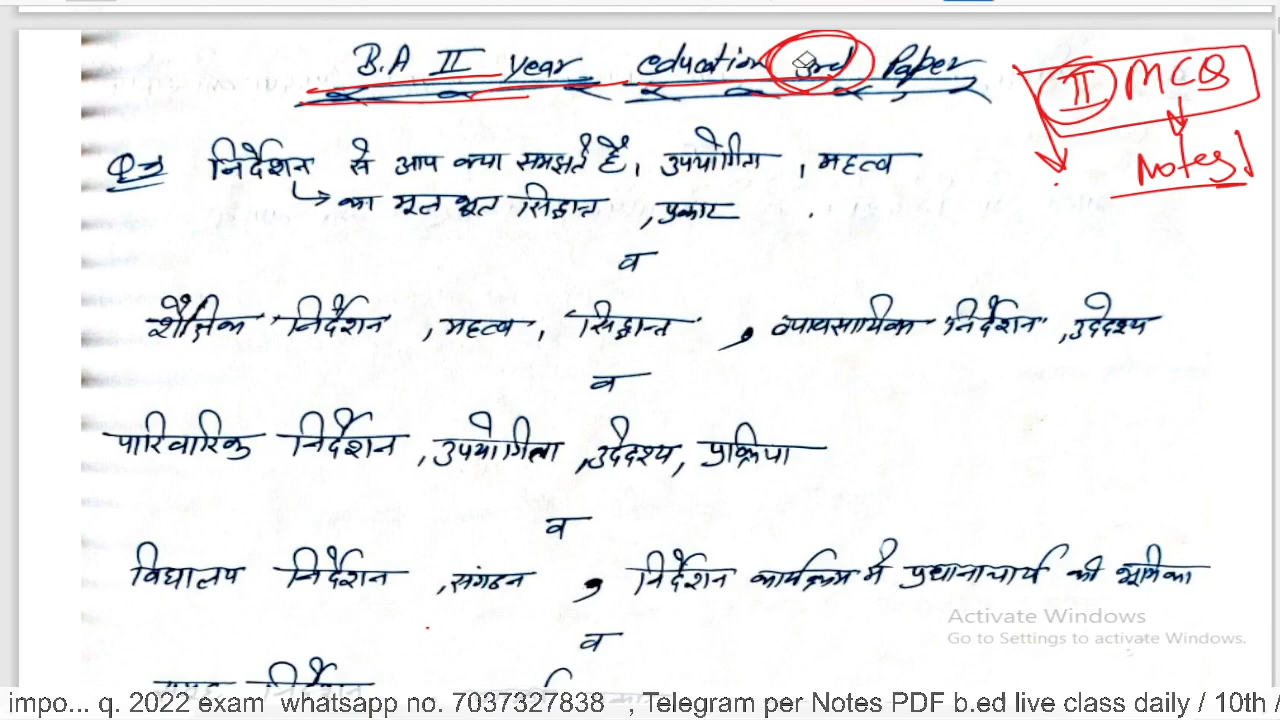 B.A II year education 3rd Paper
II MCQ
Notes
Q.1 निर्देशन से आप क्या समझते हैं, उपयोगिता, महत्व
का मूल भूत सिद्धान्त, प्रकार
व
शैक्षिक निर्देशन, महत्व, सिद्धान्त, व्यावसायिक निर्देशन, उद्देश्य
व
पारिवारिक निर्देशन, उपयोगिता, उद्देश्य, प्रक्रिया
व
विद्यालय निर्देशन, संगठन, निर्देशन कार्यक्रम में प्रधानाचार्य की भूमिका
व
निर्देशन
Activate Windows
Go to Settings to activate Windows.
impo... q. 2022 exam whatsapp no. 7037327838 , Telegram per Notes PDF b.ed live class daily / 10th /